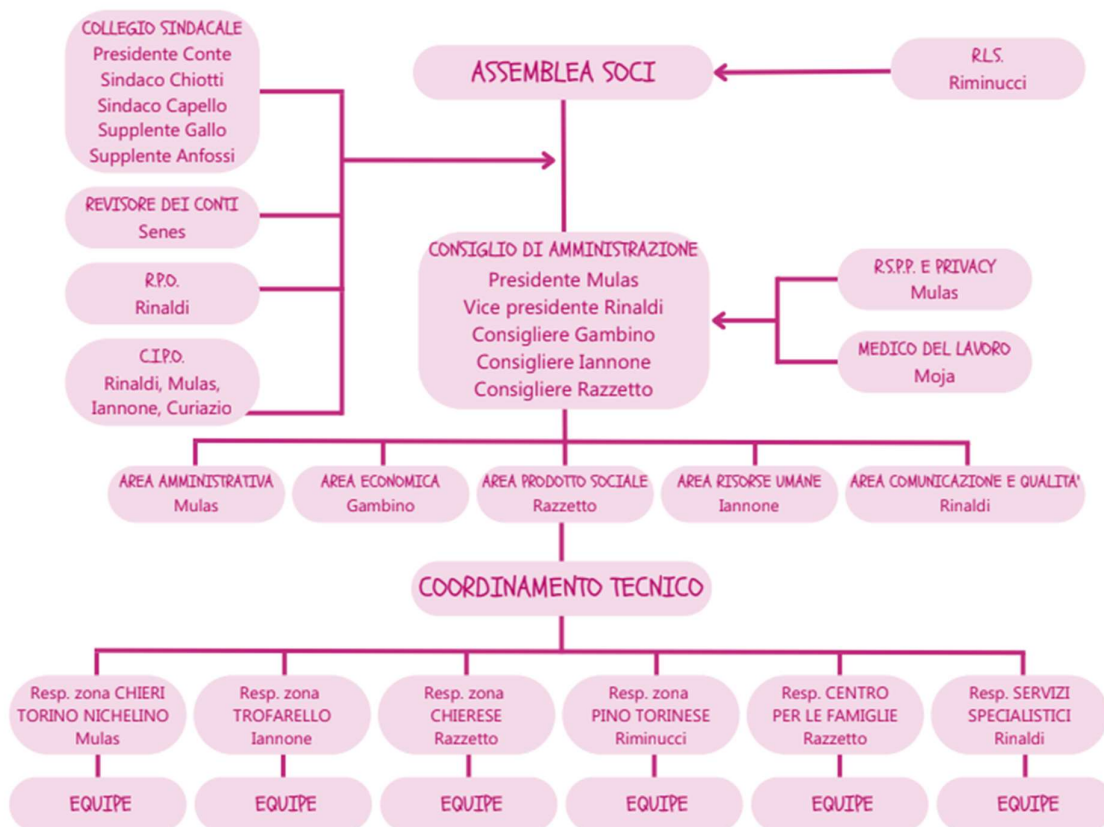 COLLEGIO SINDACALE
Presidente Conte
Sindaco Chiotti
Sindaco Capello
Supplente Gallo
Supplente Anfossi
ASSEMBLEA SOCI
R.L.S.
Riminucci
REVISORE DEI CONTI
Senes
R.P.O.
Rinaldi
C.I.P.O.
Rinaldi, Mulas,
Iannone, Curiazio
CONSIGLIO DI AMMINISTRAZIONE
Presidente Mulas
Vice presidente Rinaldi
Consigliere Gambino
Consigliere Iannone
Consigliere Razzetto
R.S.P.P. E PRIVACY
Mulas
MEDICO DEL LAVORO
Moja
AREA AMMINISTRATIVA
Mulas
AREA ECONOMICA
Gambino
AREA PRODOTTO SOCIALE
Razzetto
AREA RISORSE UMANE
Iannone
AREA COMUNICAZIONE E QUALITA'
Rinaldi
COORDINAMENTO TECNICO
Resp. zona CHIERI
TORINO NICHELINO
Mulas
Resp. zona
TROFARELLO
Iannone
Resp. zona
CHIERESE
Razzetto
Resp. zona
PINO TORINESE
Riminucci
Resp. CENTRO
PER LE FAMIGLIE
Razzetto
Resp. SERVIZI
SPECIALISTICI
Rinaldi
EQUIPE
EQUIPE
EQUIPE
EQUIPE
EQUIPE
EQUIPE